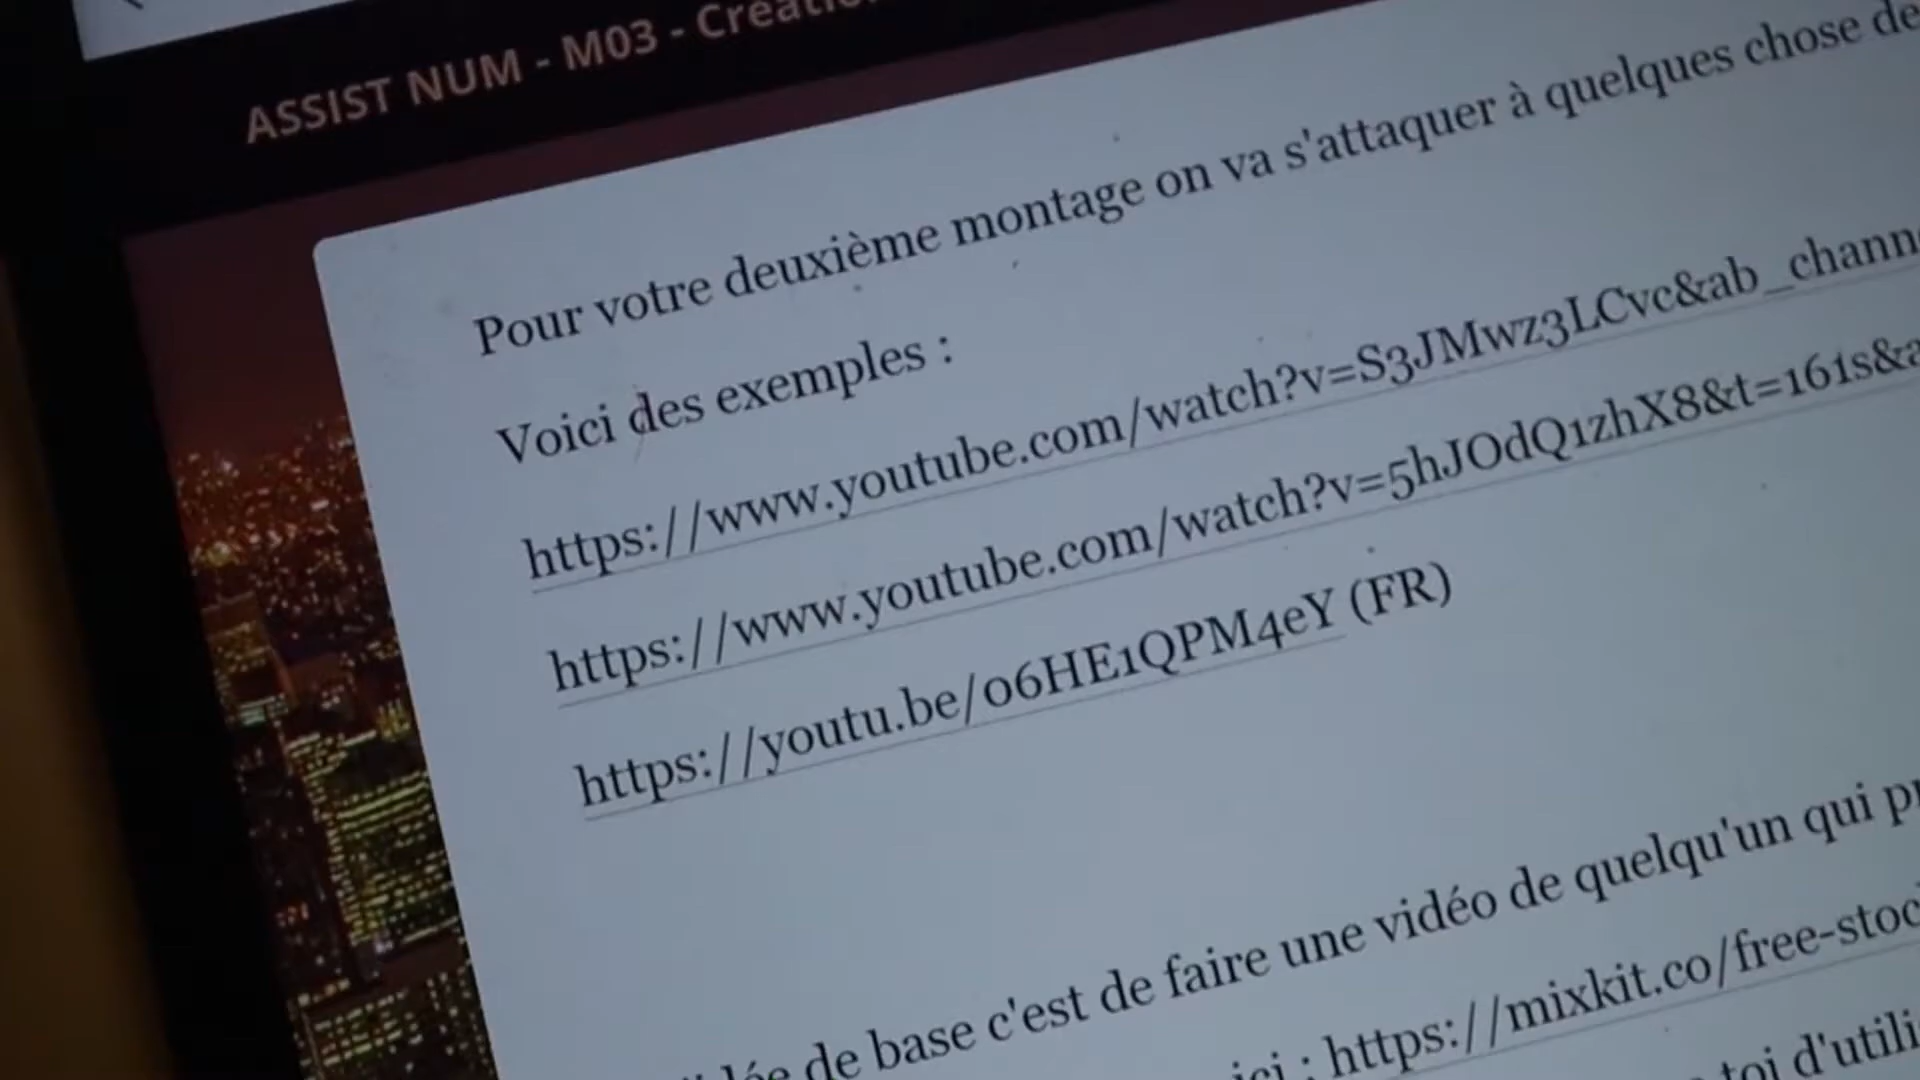 ASSIST NUM - M03 -
Pour votre deuxième montage on va s'attaquer à quelques chose de
Voici des exemples :
https://www.youtube.com/watch?v=S3JMwz3LCvc&ab_chann
https://www.youtube.com/watch?v=5hJOdQ1zhX8&t=161s&a
https://youtu.be/o6HE1QPM4eY (FR)
de base c'est de faire une vidéo de quelqu'un qui
ici : https://mixkit.co/free-stoc
toi d'utili